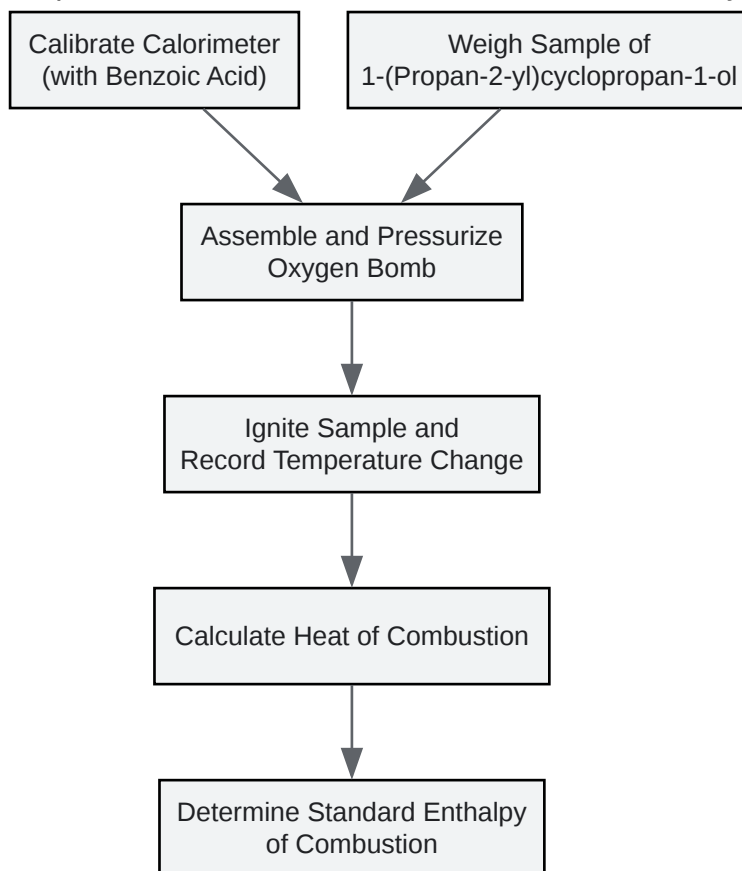 Calibrate Calorimeter
(with Benzoic Acid)
Weigh Sample of
1-(Propan-2-yl)cyclopropan-1-ol
Assemble and Pressurize
Oxygen Bomb
Ignite Sample and
Record Temperature Change
Calculate Heat of Combustion
Determine Standard Enthalpy
of Combustion